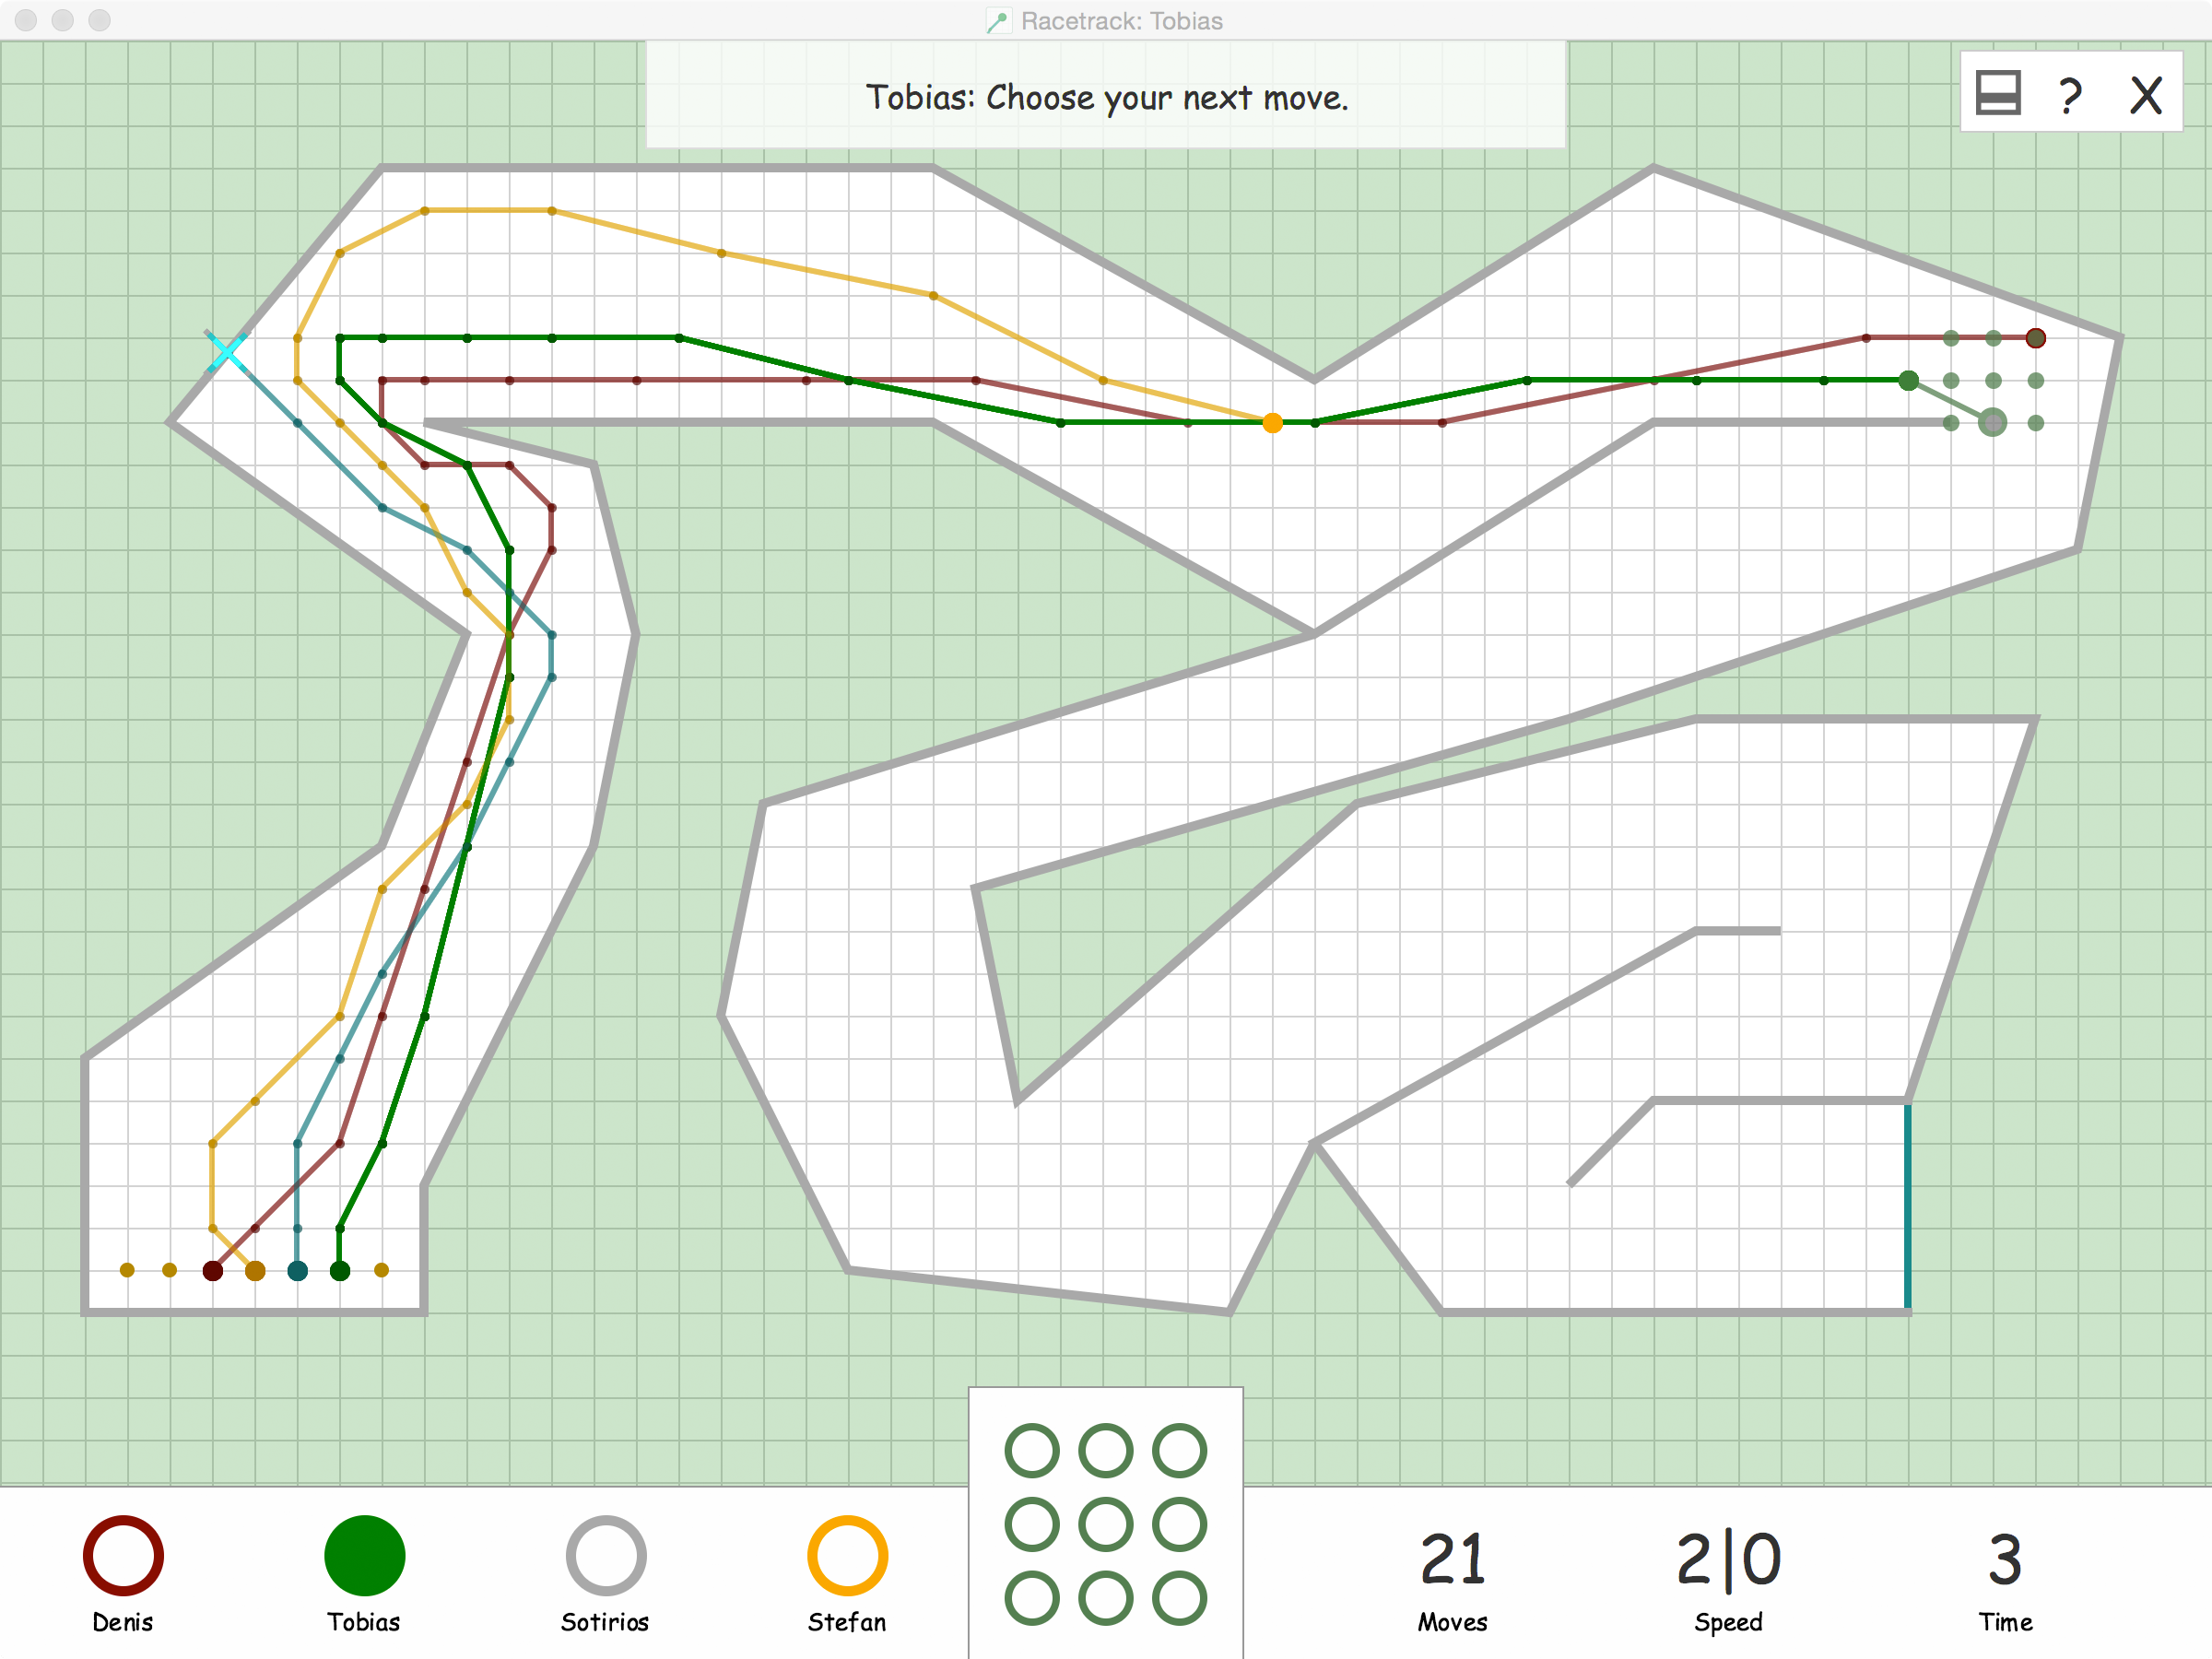 Racetrack: Tobias
Tobias: Choose your next move.
? X
Denis
Tobias
Sotirios
Stefan
21
Moves
2|0
Speed
3
Time